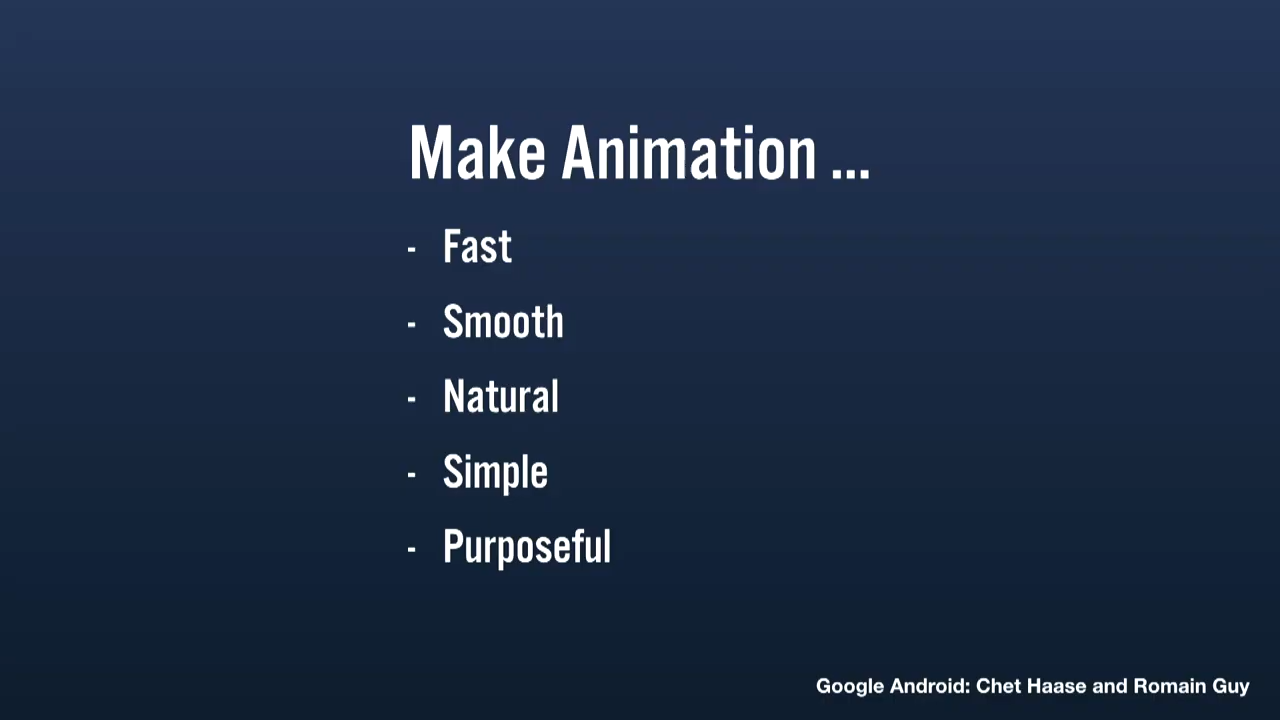 Make Animation ...
- Fast
- Smooth
- Natural
- Simple
- Purposeful
Google Android: Chet Haase and Romain Guy